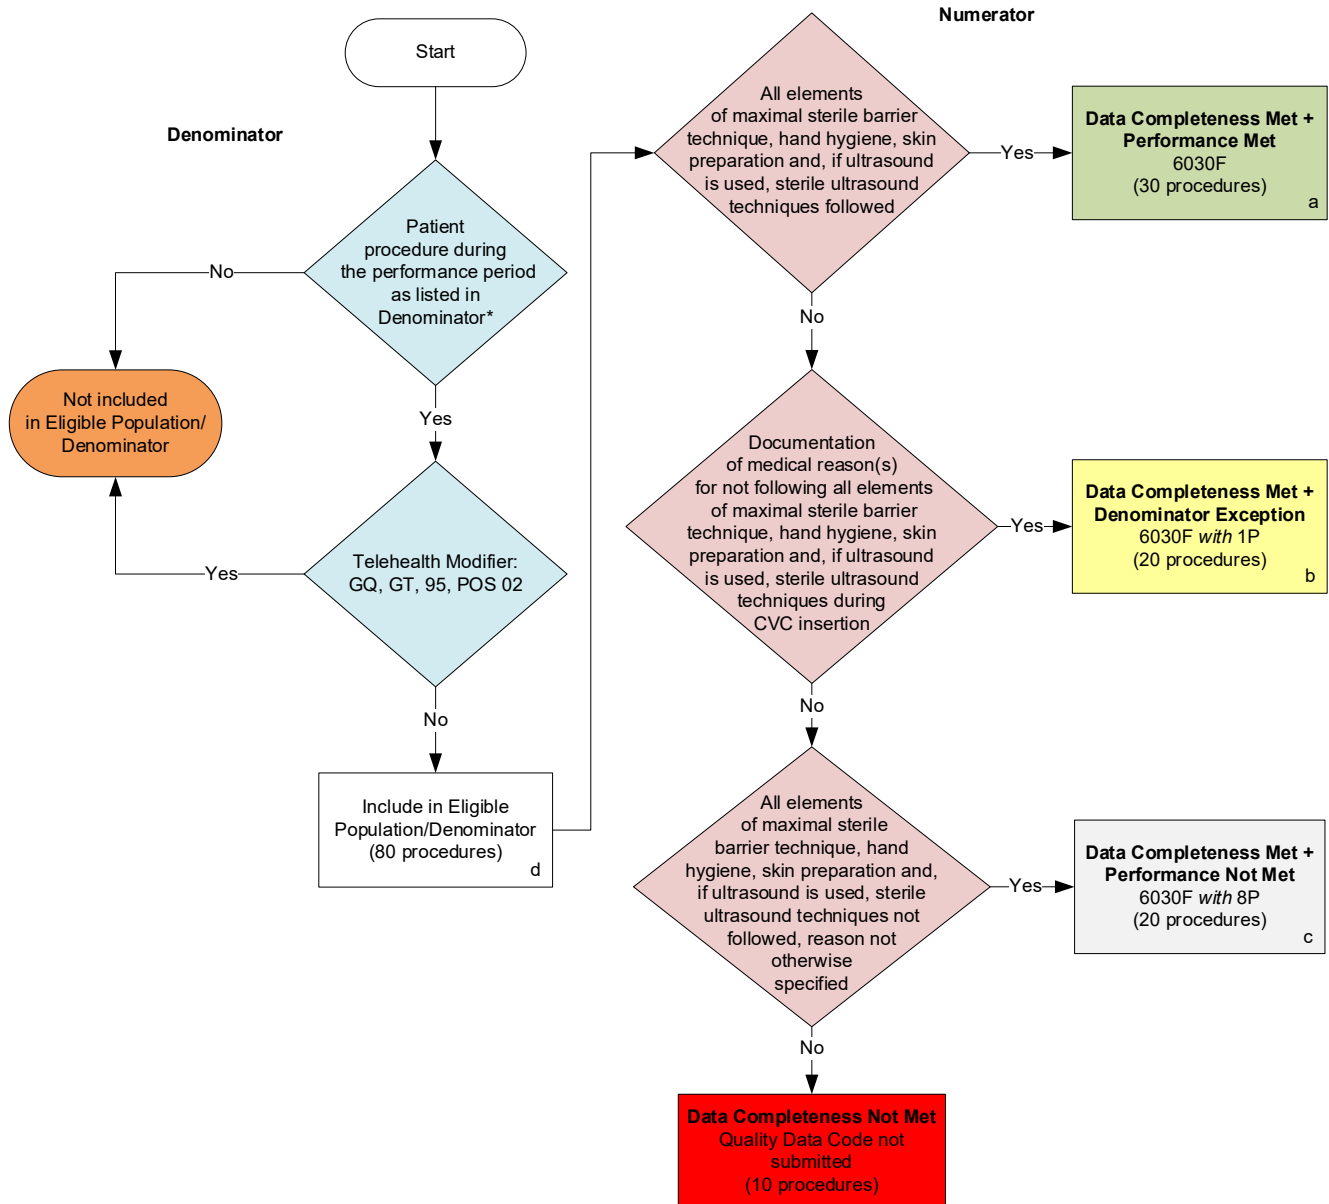 Numerator
Start
Denominator
Patient
procedure during
the performance period
as listed in
Denominator*
No
Not included
in Eligible Population/
Denominator
Yes
Telehealth Modifier:
GQ, GT, 95, POS 02
Yes
No
Include in Eligible
Population/Denominator
(80 procedures)
d
All elements
of maximal sterile barrier
technique, hand hygiene, skin
preparation and, if ultrasound
is used, sterile ultrasound
techniques followed
Yes
Data Completeness Met +
Performance Met
6030F
(30 procedures)
a
No
Documentation
of medical reason(s)
for not following all elements
of maximal sterile barrier
technique, hand hygiene, skin
preparation and, if ultrasound
is used, sterile ultrasound
techniques during
CVC insertion
Yes
Data Completeness Met +
Denominator Exception
6030F with 1P
(20 procedures)
b
No
All elements
of maximal sterile
barrier technique, hand
hygiene, skin preparation and,
if ultrasound is used, sterile
ultrasound techniques not
followed, reason not
otherwise
specified
Yes
Data Completeness Met +
Performance Not Met
6030F with 8P
(20 procedures)
c
No
Data Completeness Not Met
Quality Data Code not
submitted
(10 procedures)